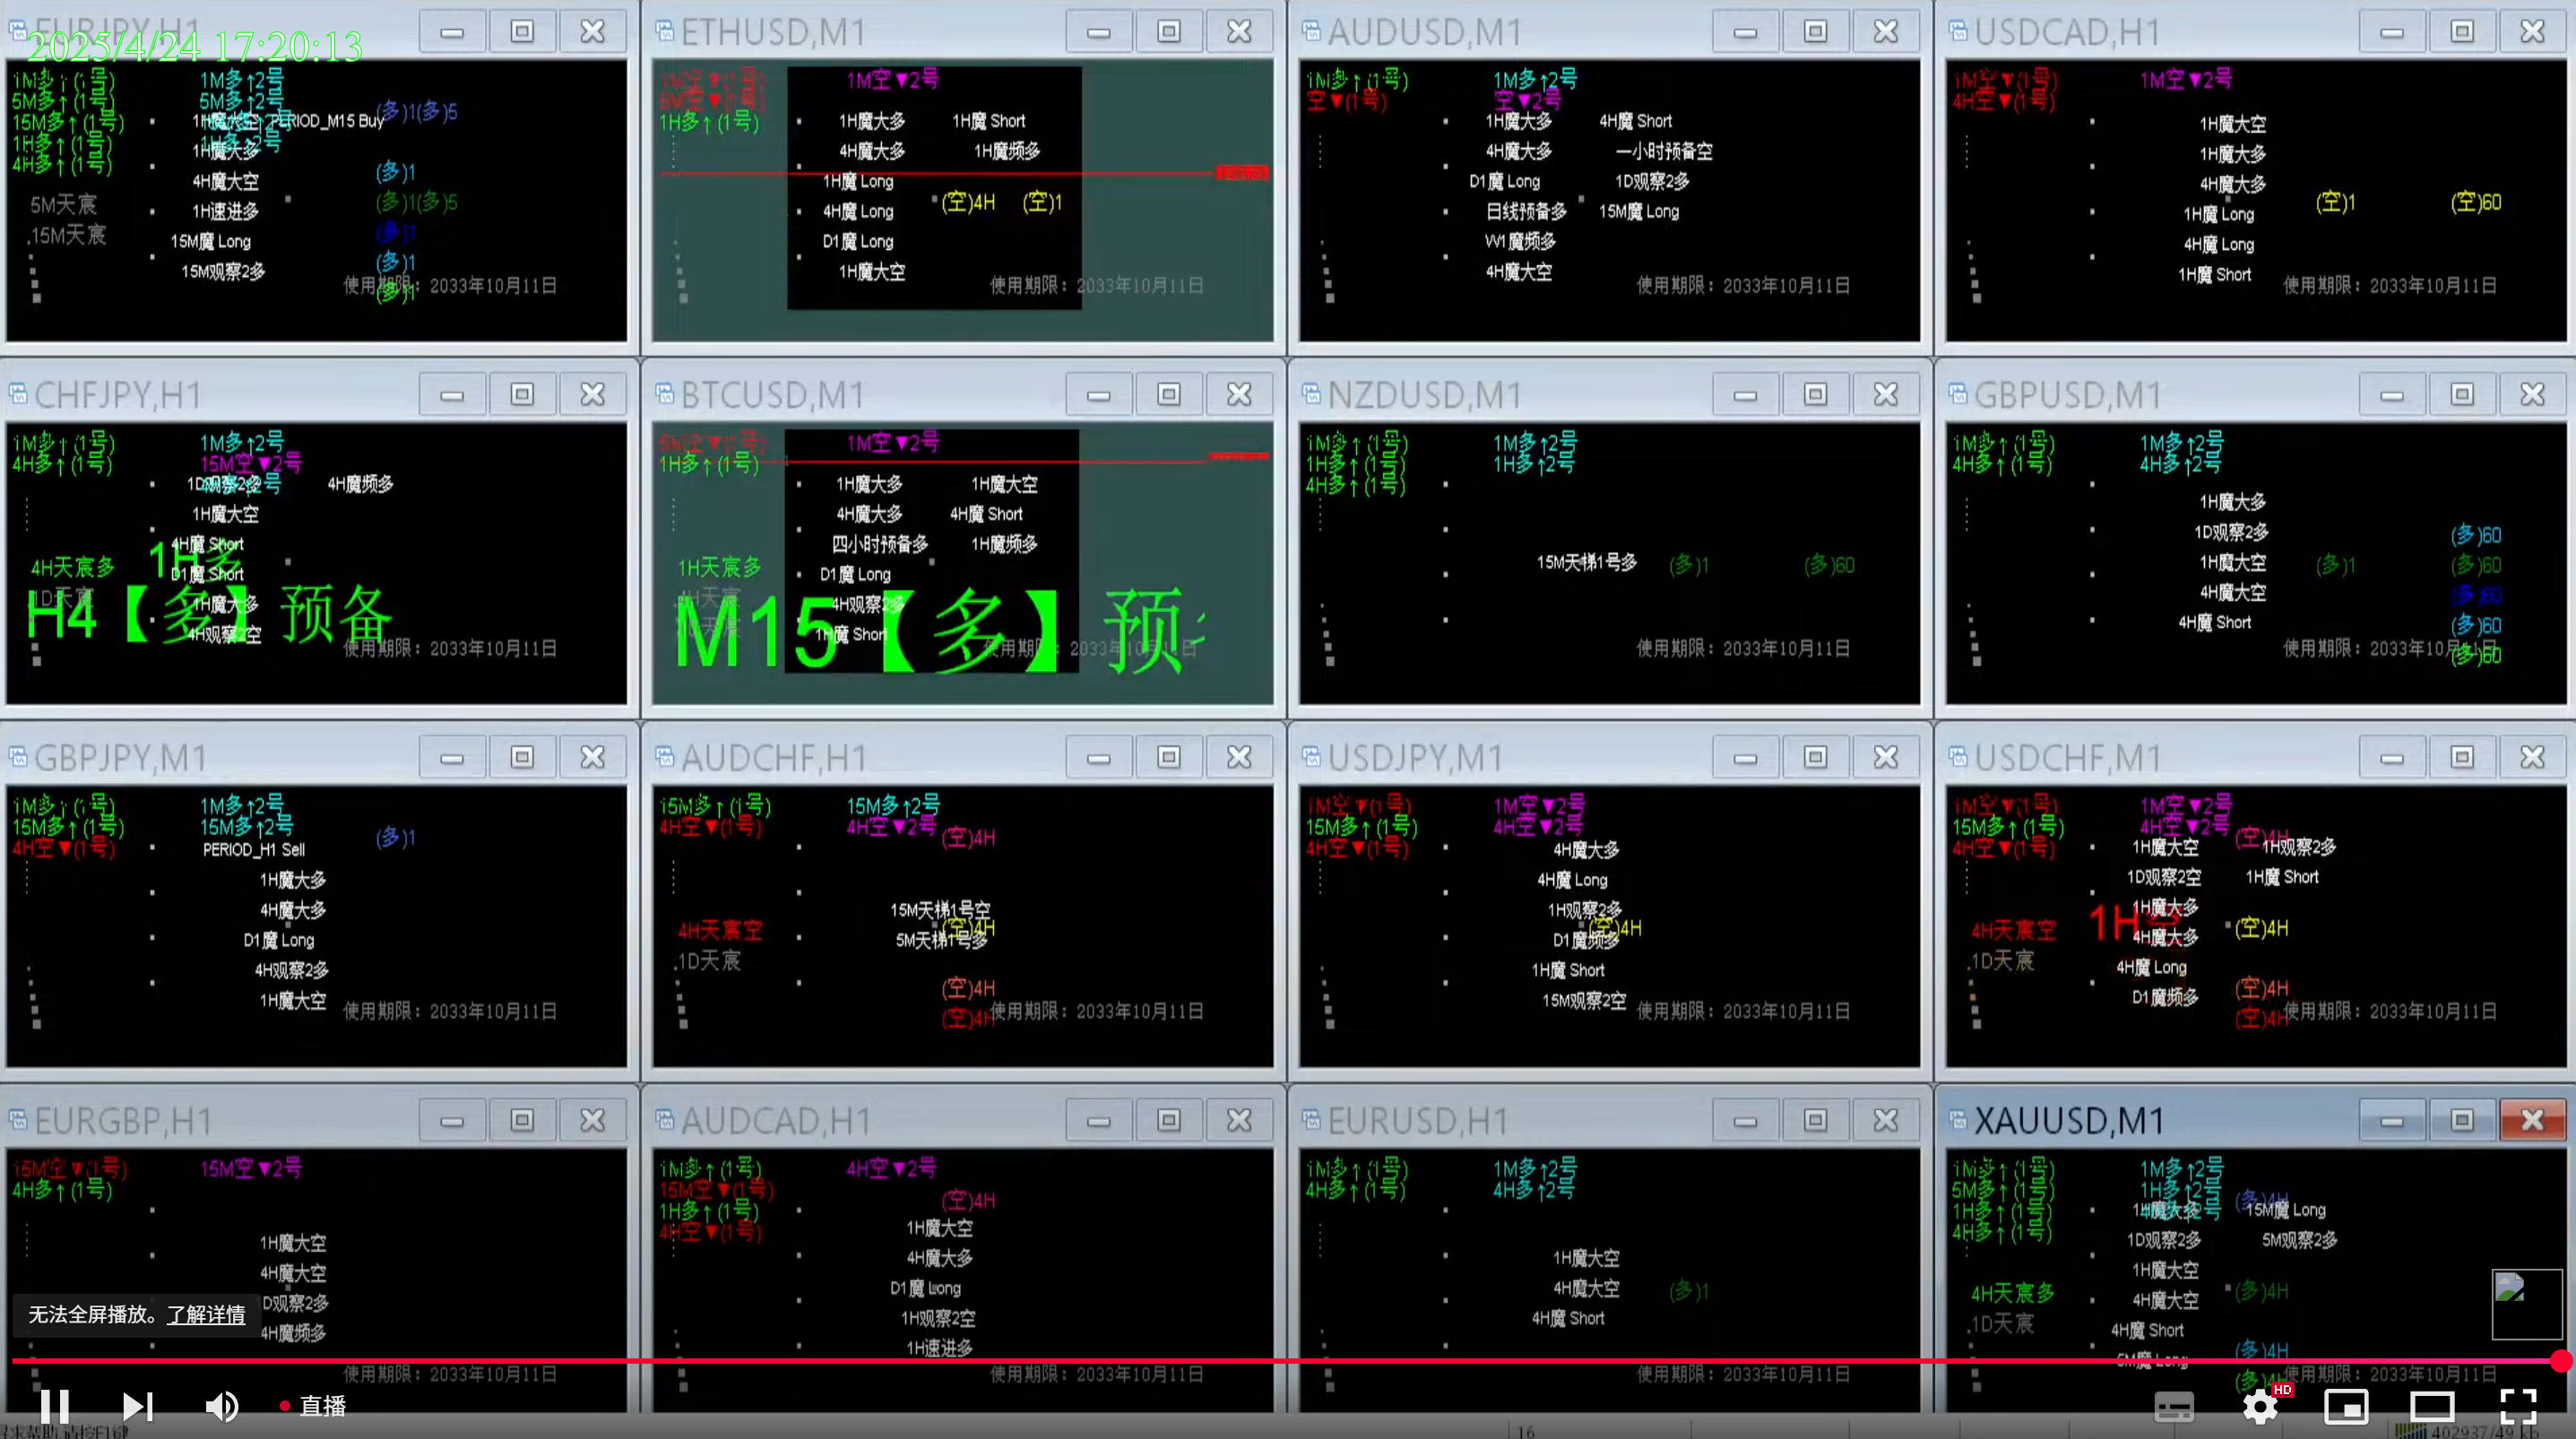 EURJPY,H1
2025/4/24 17:20:13
1M多↑(1号) 1M多↑2号
5M多↑(1号) 5M多↑2号
(多)1(多)5
15M多↑(1号) PERIOD_M15 Buy
1H多↑(1号)
1H魔大多
4H多↑(1号)
(多)1
4H魔大空
5M天宸 1H速进多 (多)1(多)5
.15M天宸 15M魔 Long (多)1
15M观察2多 (多)1
使用期限：2033年10月11日
(多)1
ETHUSD,M1
1M空▼(1号) 1M空▼2号
5M空▼(1号)
1H多↑(1号) 1H魔大多 1H魔 Short
4H魔大多 1H魔频多
1H魔 Long
4H魔 Long (空)4H (空)1
D1魔 Long
1H魔大空
使用期限：2033年10月11日
AUDUSD,M1
1M多↑(1号) 1M多↑2号
空▼(1号) 空▼2号
1H魔大多 4H魔 Short
4H魔大多 一小时预备空
D1魔 Long 1D观察2多
日线预备多 15M魔 Long
W1魔频多
4H魔大空
使用期限：2033年10月11日
USDCAD,H1
1M空▼(1号) 1M空▼2号
4H空▼(1号)
1H魔大空
1H魔大多
4H魔大多
1H魔 Long (空)1 (空)60
4H魔 Long
1H魔 Short
使用期限：2033年10月11日
CHFJPY,H1
1M多↑(1号) 1M多↑2号
4H多↑(1号) 15M空▼2号
1D观察2多 4H魔频多
1H魔大空
4H魔 Short
4H天宸多 1H多
D1魔 Short
1D天宸 1H魔大多
H4【多】预备
4H观察2空
使用期限：2033年10月11日
BTCUSD,M1
5M空▼(1号) 1M空▼2号
1H多↑(1号)
1H魔大多 1H魔大空
4H魔大多 4H魔 Short
四小时预备多 1H魔频多
1H天宸多 D1魔 Long
4H观察2多
M15【多】预
1H魔 Short
NZDUSD,M1
1M多↑(1号) 1M多↑2号
1H多↑(1号) 1H多↑2号
4H多↑(1号)
15M天梯1号多 (多)1 (多)60
使用期限：2033年10月11日
GBPUSD,M1
1M多↑(1号) 1M多↑2号
4H多↑(1号) 4H多↑2号
1H魔大多
1D观察2多 (多)60
1H魔大空 (多)1 (多)60
4H魔大空 (多)60
4H魔 Short (多)60
使用期限：2033年10月11日
(多)60
GBPJPY,M1
1M多↑(1号) 1M多↑2号
15M多↑(1号) 15M多↑2号 (多)1
4H空▼(1号) PERIOD_H1 Sell
1H魔大多
4H魔大多
D1魔 Long
4H观察2多
1H魔大空
使用期限：2033年10月11日
AUDCHF,H1
15M多↑(1号) 15M多↑2号
4H空▼(1号) 4H空▼2号 (空)4H
15M天梯1号空
4H天宸空 (空)4H
5M天梯1号多
.1D天宸
(空)4H
(空)4H 使用期限：2033年10月11日
USDJPY,M1
1M空▼(1号) 1M空▼2号
15M多↑(1号) 4H空▼2号
4H空▼(1号) 4H魔大多
4H魔 Long
1H观察2多
(空)4H
D1魔频多
1H魔 Short
15M观察2空
使用期限：2033年10月11日
USDCHF,M1
1M空▼(1号) 1M空▼2号
15M多↑(1号) 4H空▼2号 (空)4H
4H空▼(1号) 1H魔大空 1H观察2多
1D观察2空 1H魔 Short
1H魔大多
4H天宸空 1H空 (空)4H
4H魔大多
.1D天宸 4H魔 Long
D1魔频多 (空)4H
(空)4H 使用期限：2033年10月11日
EURGBP,H1
15M空▼(1号) 15M空▼2号
4H多↑(1号)
1H魔大空
4H魔大空
1D观察2多
4H魔频多
使用期限：2033年10月11日
AUDCAD,H1
1M多↑(1号) 4H空▼2号
15M空▼(1号) (空)4H
1H多↑(1号)
4H空▼(1号) 1H魔大空
4H魔大多
D1魔 Long
1H观察2空
1H速进多
使用期限：2033年10月11日
EURUSD,H1
1M多↑(1号) 1M多↑2号
4H多↑(1号) 4H多↑2号
1H魔大空
4H魔大空 (多)1
4H魔 Short
使用期限：2033年10月11日
XAUUSD,M1
1M多↑(1号) 1M多↑2号
5M多↑(1号) 1H多↑2号 (多)4H
1H多↑(1号) 15M魔 Long
4H多↑(1号) 1D观察2多 5M观察2多
1H魔大空
4H天宸多 4H魔大空 (多)4H
.1D天宸 4H魔 Short
5M魔 Long (多)4H
使用期限：2033年10月11日
无法全屏播放。了解详情
直播
HD
16